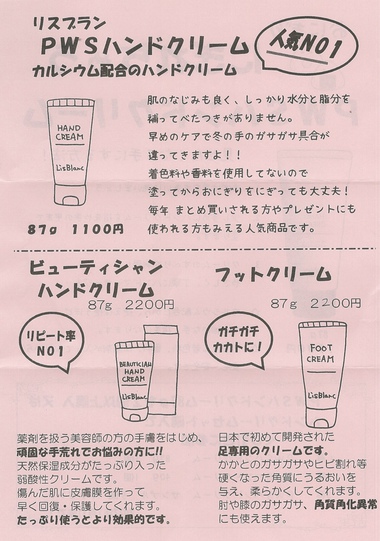 リスブラン
PWSハンドクリーム
人気NO1
カルシウム配合のハンドクリーム
HAND
CREAM
LisBlanc
肌のなじみも良く、しっかり水分と脂分を
補ってべたつきがありません。
早めのケアで冬の手のガサガサ具合が
違ってきますよ！！
着色料や香料を使用してないので
塗ってからおにぎりをにぎっても大丈夫！
毎年 まとめ買いされる方やプレゼントにも
使われる方もみえる人気商品です。
87g 1100円
ビューティシャン
ハンドクリーム
87g 2200円
リピート率
NO1
BEAUTICIAN
HAND
CREAM
LisBlanc
薬剤を扱う美容師の方の手膚をはじめ、
頑固な手荒れでお悩みの方に!!
天然保湿成分がたっぷり入った
弱酸性クリームです。
傷んだ肌に皮膚膜を作って
早く回復・保護してくれます。
たっぷり使うとより効果的です。
フットクリーム
87g 2200円
ガチガチ
カカトに！
FOOT
CREAM
LisBlanc
日本で初めて開発された
足専用のクリームです。
かかとのガサガサやヒビ割れ等
硬くなった角質にうるおいを
与え、柔らかくしてくれます。
肘や膝のガサガサ、角質角化異常
にも使えます。